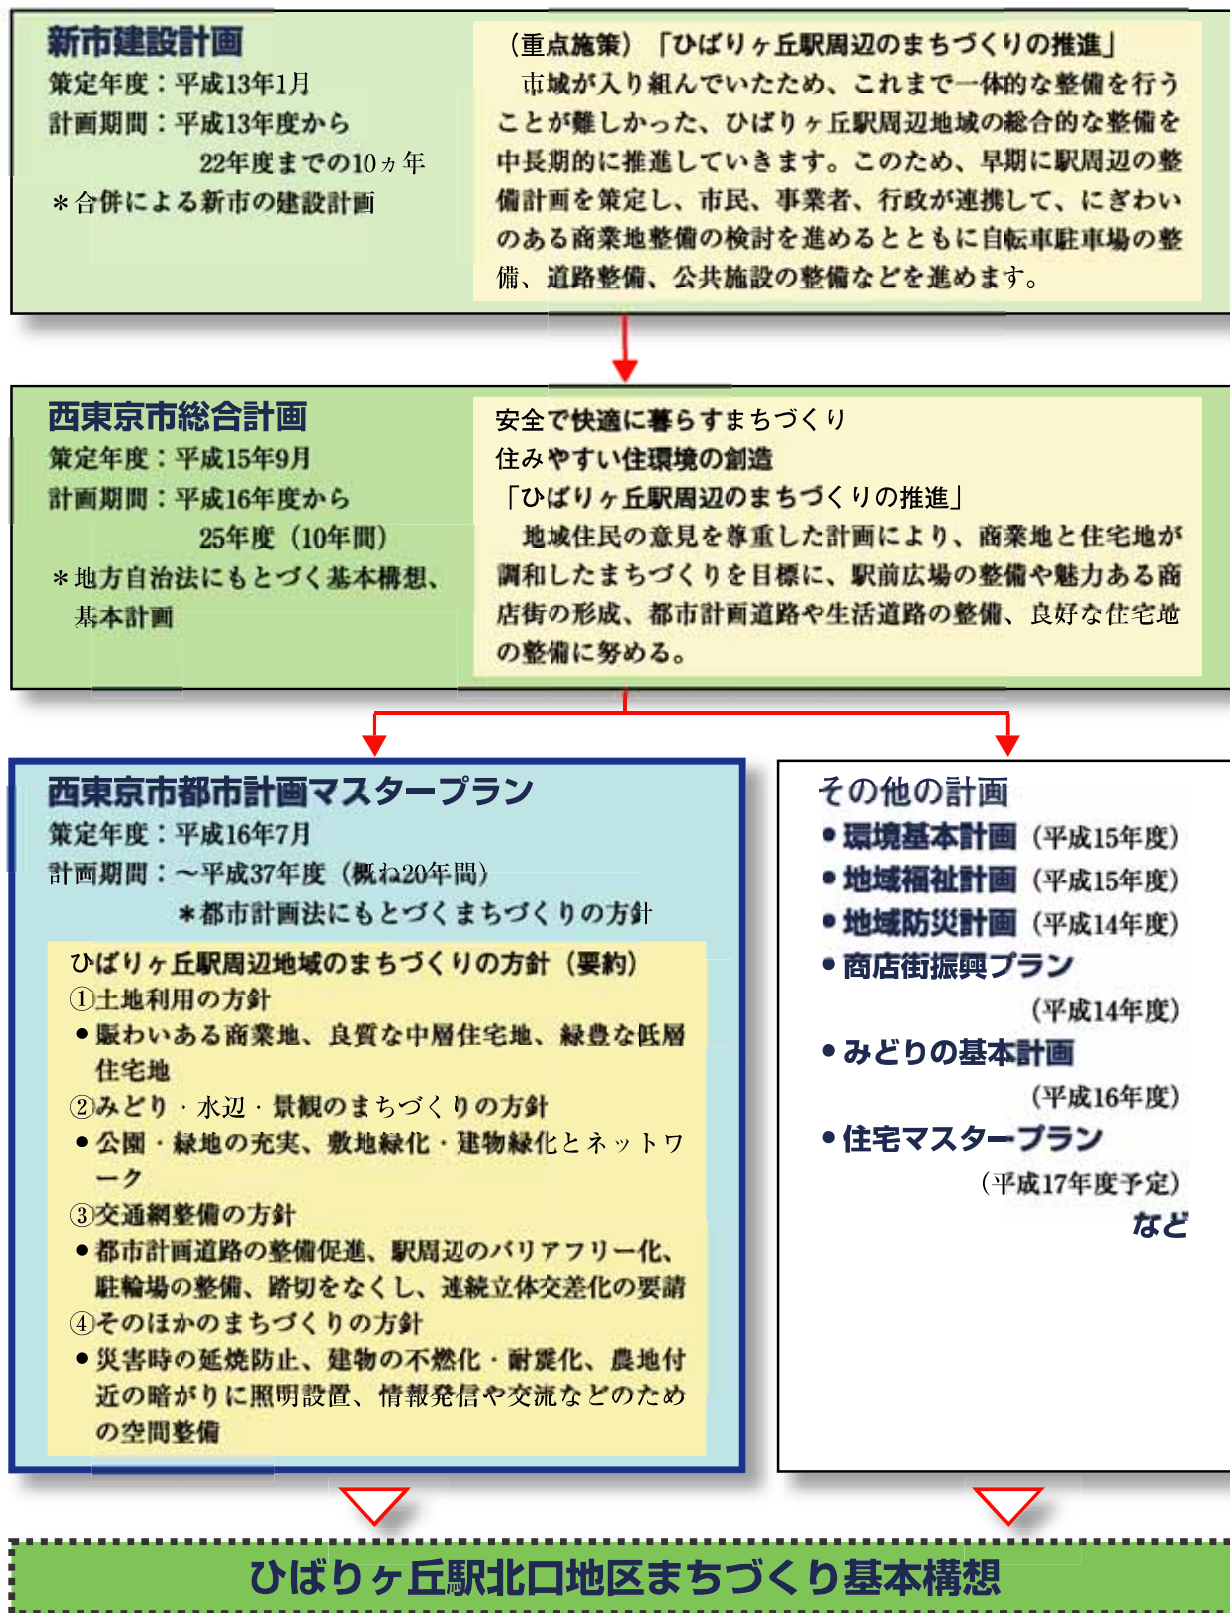 新市建設計画
策定年度：平成13年1月
計画期間：平成13年度から
22年度までの10ヵ年
＊合併による新市の建設計画
（重点施策）「ひばりヶ丘駅周辺のまちづくりの推進」
市域が入り組んでいたため、これまで一体的な整備を行う
ことが難しかった、ひばりヶ丘駅周辺地域の総合的な整備を
中長期的に推進していきます。このため、早期に駅周辺の整
備計画を策定し、市民、事業者、行政が連携して、にぎわい
のある商業地整備の検討を進めるとともに自転車駐車場の整
備、道路整備、公共施設の整備などを進めます。
西東京市総合計画
策定年度：平成15年9月
計画期間：平成16年度から
25年度（10年間）
＊地方自治法にもとづく基本構想、
基本計画
安全で快適に暮らすまちづくり
住みやすい住環境の創造
「ひばりヶ丘駅周辺のまちづくりの推進」
地域住民の意見を尊重した計画により、商業地と住宅地が
調和したまちづくりを目標に、駅前広場の整備や魅力ある商
店街の形成、都市計画道路や生活道路の整備、良好な住宅地
の整備に努める。
西東京市都市計画マスタープラン
策定年度：平成16年7月
計画期間：～平成37年度（概ね20年間）
＊都市計画法にもとづくまちづくりの方針
ひばりヶ丘駅周辺地域のまちづくりの方針（要約）
①土地利用の方針
●賑わいある商業地、良質な中層住宅地、緑豊な低層
住宅地
②みどり・水辺・景観のまちづくりの方針
●公園・緑地の充実、敷地緑化・建物緑化とネットワ
ーク
③交通網整備の方針
●都市計画道路の整備促進、駅周辺のバリアフリー化、
駐輪場の整備、踏切をなくし、連続立体交差化の要請
④そのほかのまちづくりの方針
●災害時の延焼防止、建物の不燃化・耐震化、農地付
近の暗がりに照明設置、情報発信や交流などのため
の空間整備
その他の計画
●環境基本計画（平成15年度）
●地域福祉計画（平成15年度）
●地域防災計画（平成14年度）
●商店街振興プラン
（平成14年度）
●みどりの基本計画
（平成16年度）
●住宅マスタープラン
（平成17年度予定）
など
ひばりヶ丘駅北口地区まちづくり基本構想